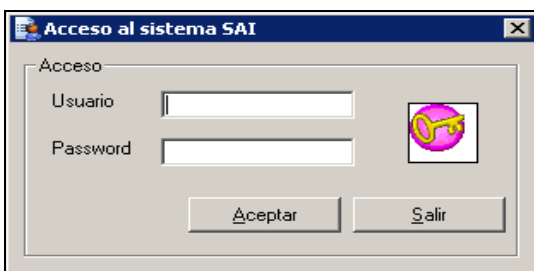 Acceso al sistema SAI
Acceso
Usuario
Password
Aceptar
Salir